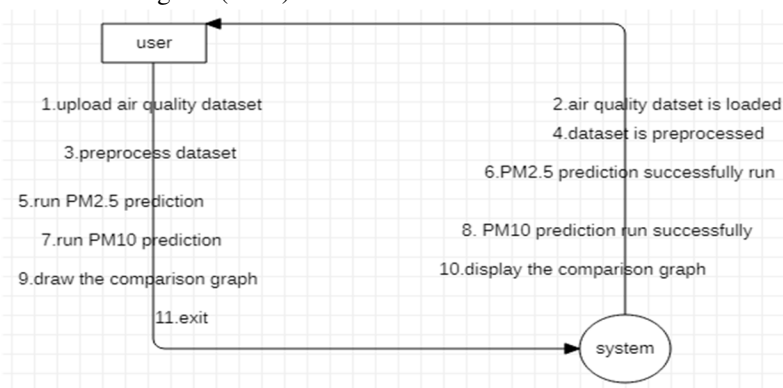 user
1.upload air quality dataset
2.air quality datset is loaded
4.dataset is preprocessed
3.preprocess dataset
6.PM2.5 prediction successfully run
5.run PM2.5 prediction
8. PM10 prediction run successfully
7.run PM10 prediction
10.display the comparison graph
9.draw the comparison graph
11.exit
system